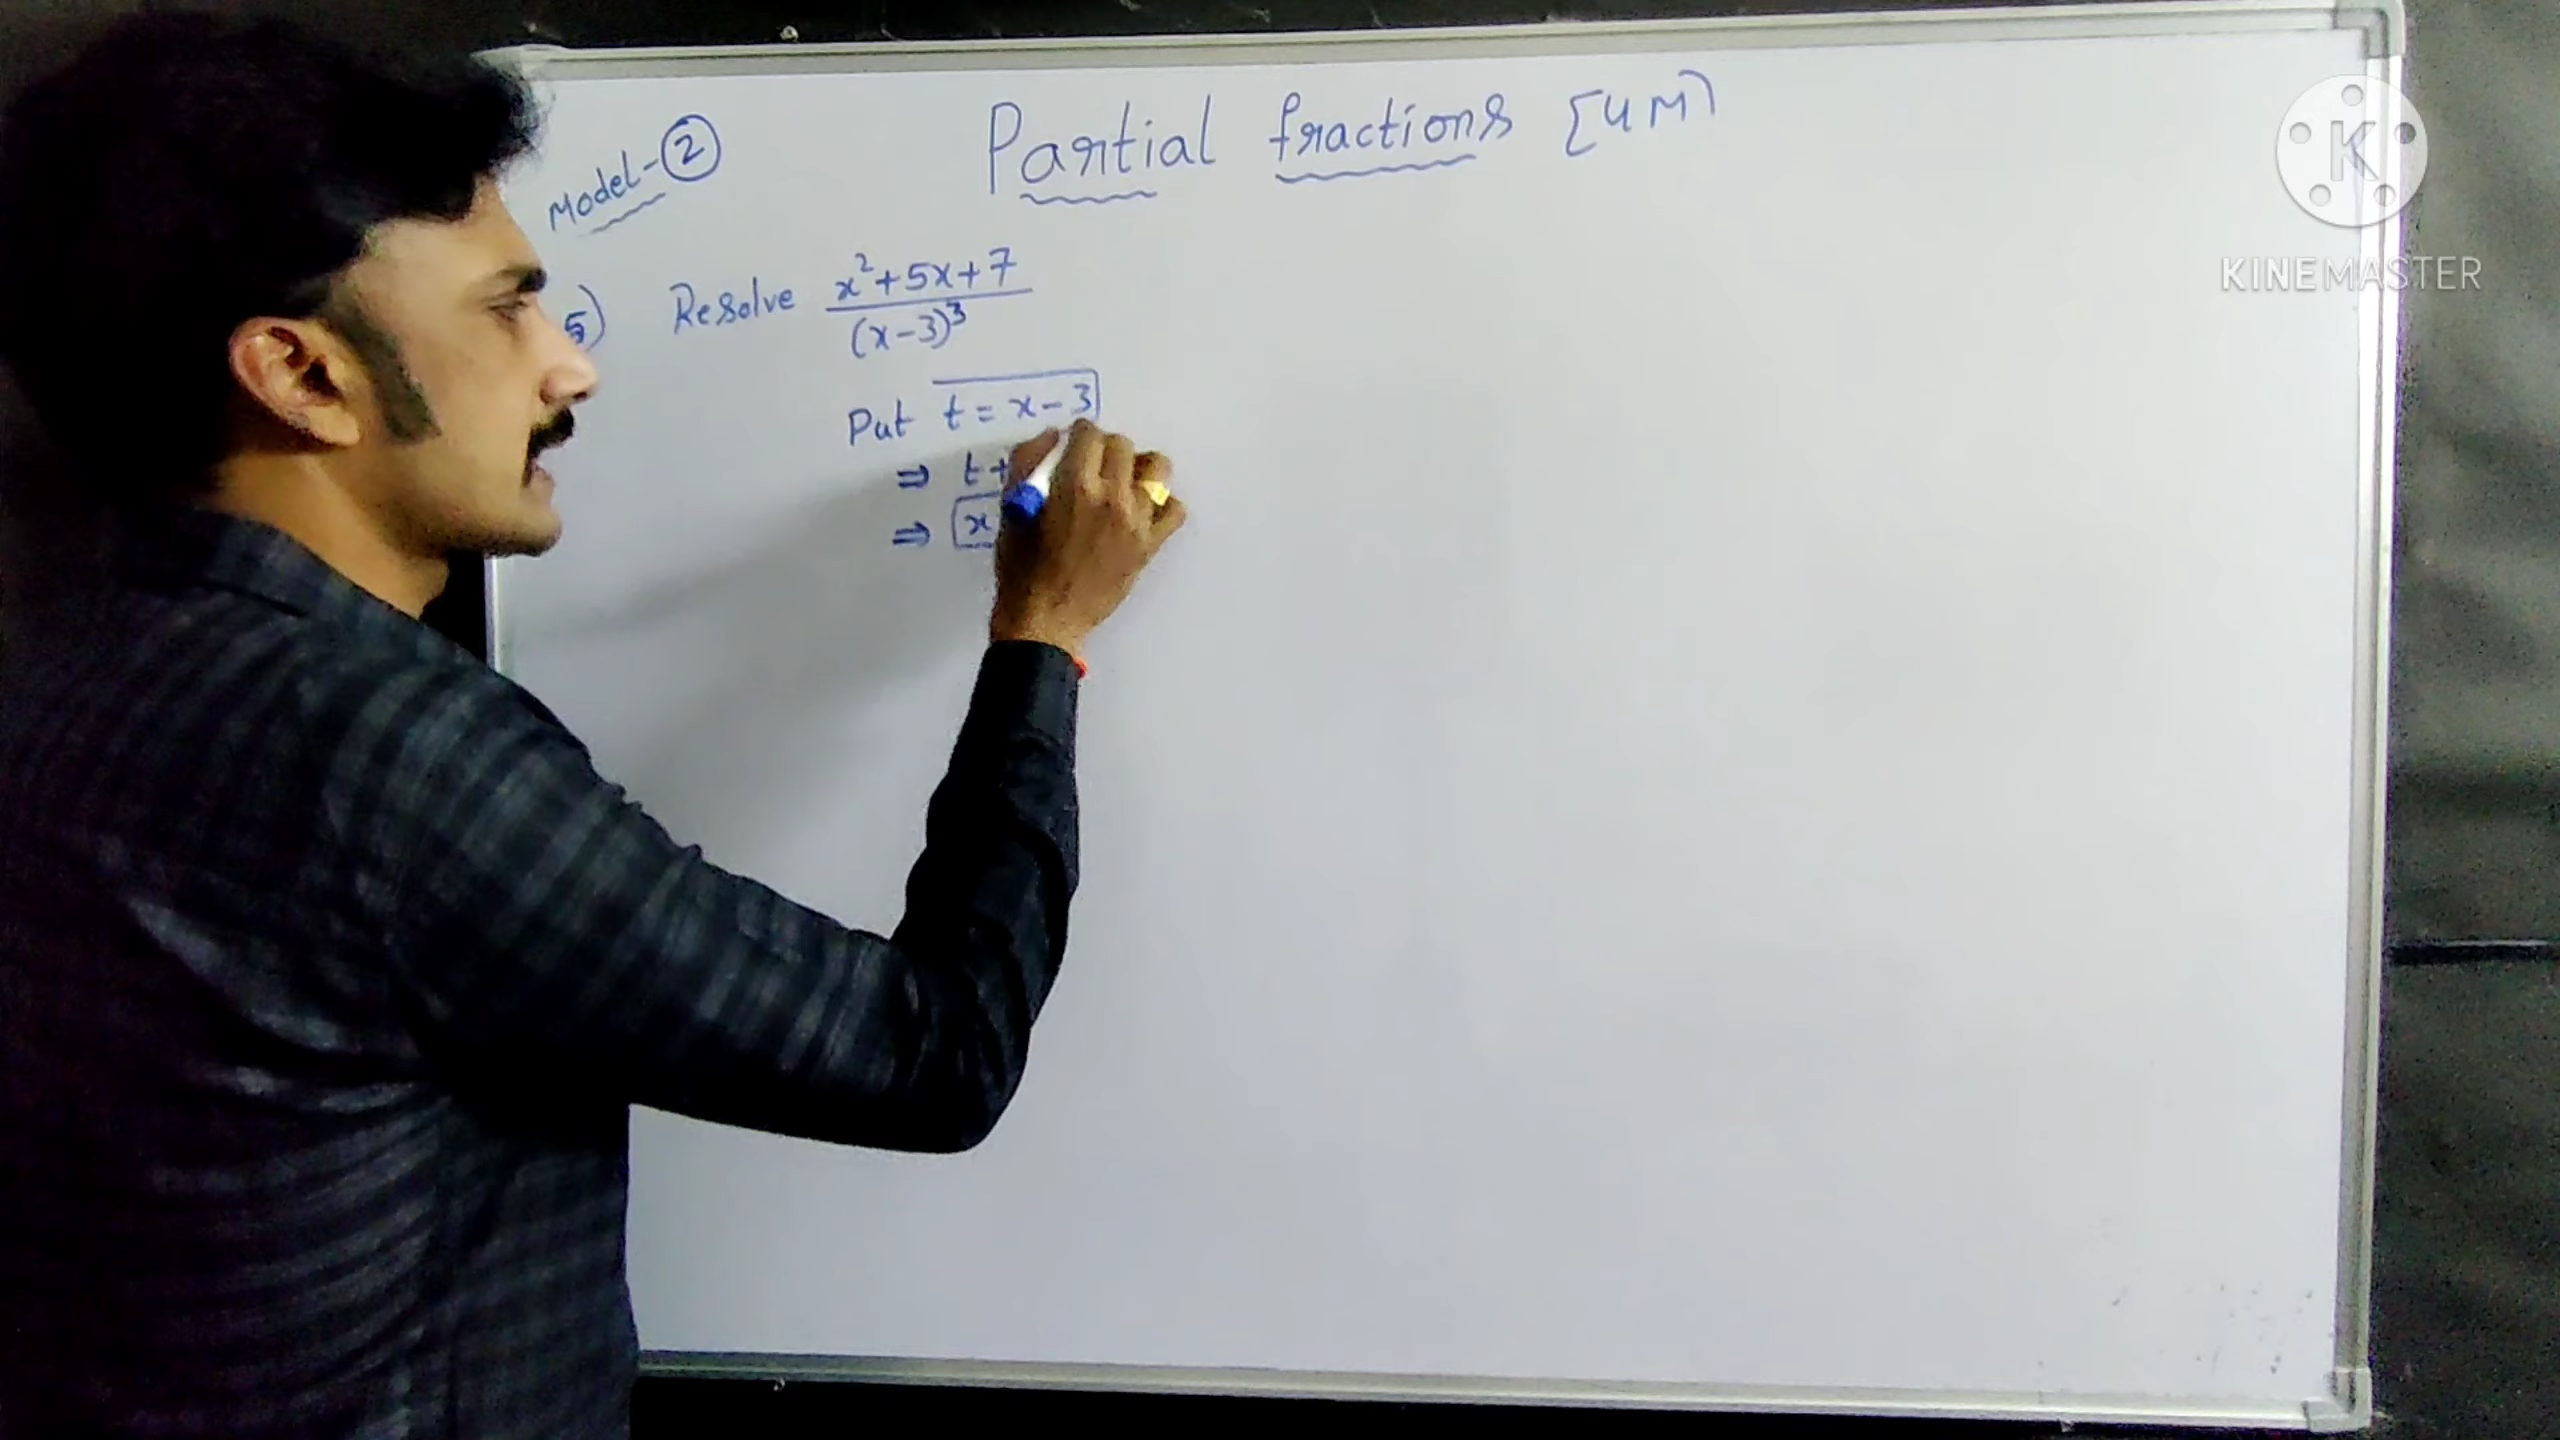 Model-②
Partial fractions [4M]
5) Resolve x²+5x+7/(x-3)³
Put t = x-3
⇒ t+
⇒ x
KINEMASTER